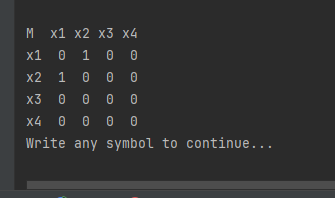 M  x1 x2 x3 x4
x1  0  1  0  0
x2  1  0  0  0
x3  0  0  0  0
x4  0  0  0  0
Write any symbol to continue...